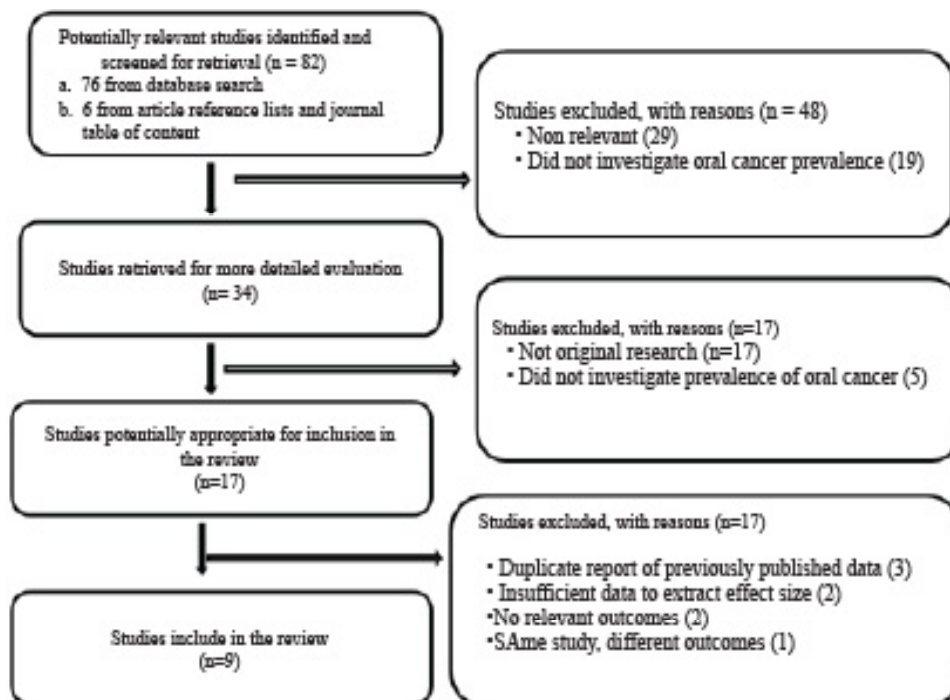 Potentially relevant studies identified and
screened for retrieval (n = 82)
a. 76 from database search
b. 6 from article reference lists and journal
table of content
Studies excluded, with reasons (n = 48)
• Non relevant (29)
• Did not investigate oral cancer prevalence (19)
Studies retrieved for more detailed evaluation
(n= 34)
Studies excluded, with reasons (n=17)
• Not original research (n=17)
• Did not investigate prevalence of oral cancer (5)
Studies potentially appropriate for inclusion in
the review
(n=17)
Studies excluded, with reasons (n=17)
• Duplicate report of previously published data (3)
• Insufficient data to extract effect size (2)
•No relevant outcomes (2)
•SAme study, different outcomes (1)
Studies include in the review
(n=9)